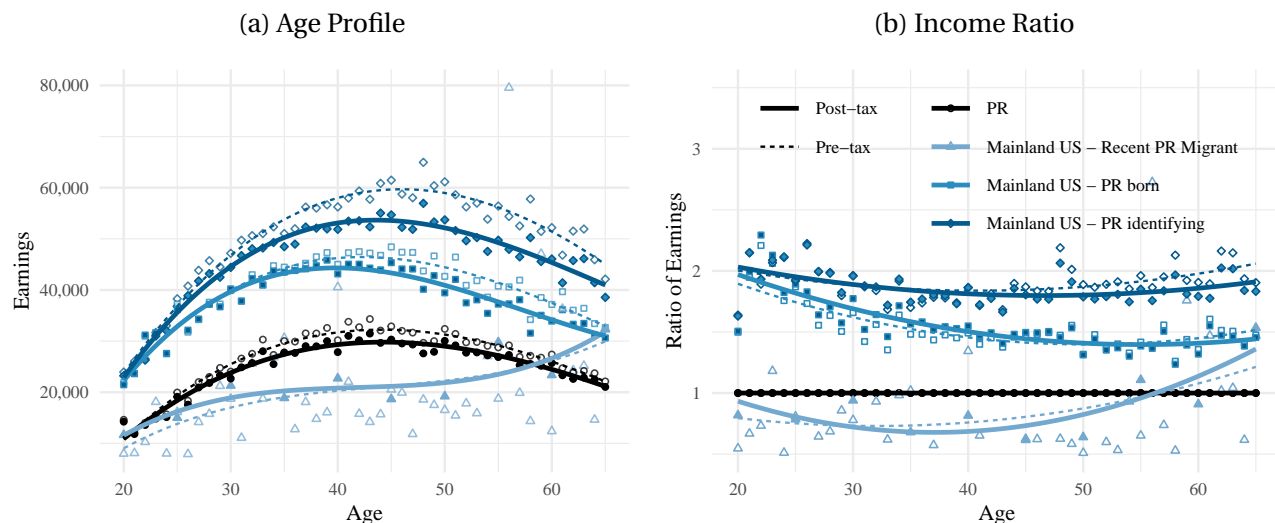 (a) Age Profile
80,000
60,000
40,000
20,000
Earnings
20 30 40 50 60
Age
(b) Income Ratio
3
2
1
Ratio of Earnings
Post−tax
Pre−tax
PR
Mainland US − Recent PR Migrant
Mainland US − PR born
Mainland US − PR identifying
20 30 40 50 60
Age